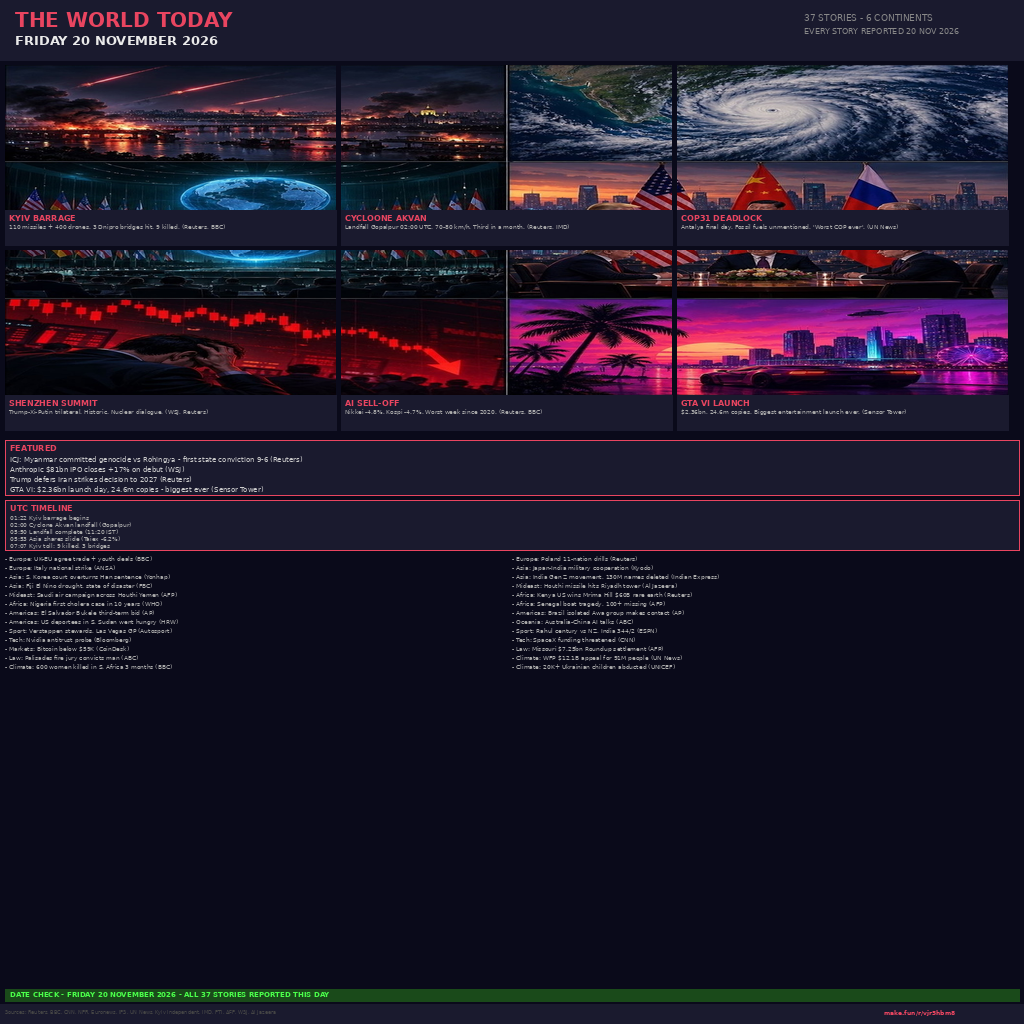 THE WORLD TODAY
FRIDAY 20 NOVEMBER 2026
37 STORIES - 6 CONTINENTS
EVERY STORY REPORTED 20 NOV 2026
KYIV BARRAGE
110 missiles + 400 drones. 3 Dnipro bridges hit. 9 killed. (Reuters, BBC)
CYCLOONE AKVAN
Landfall Gopalpur 02:00 UTC. 70-80 km/h. Third in a month. (Reuters, IMD)
COP31 DEADLOCK
Antalya final day. Fossil fuels unmentioned. 'Worst COP ever'. (UN News)
SHENZHEN SUMMIT
Trump-Xi-Putin trilateral. Historic. Nuclear dialogue. (WSJ, Reuters)
AI SELL-OFF
Nikkei -4.8%. Kospi -4.7%. Worst week since 2020. (Reuters, BBC)
GTA VI LAUNCH
$2.36bn. 24.6m copies. Biggest entertainment launch ever. (Sensor Tower)
FEATURED
ICJ: Myanmar committed genocide vs Rohingya - first state conviction 9-6 (Reuters)
Anthropic $81bn IPO closes +17% on debut (WSJ)
Trump defers Iran strikes decision to 2027 (Reuters)
GTA VI: $2.36bn launch day, 24.6m copies - biggest ever (Sensor Tower)
UTC TIMELINE
01:22 Kyiv barrage begins
02:00 Cyclone Akvan landfall (Gopalpur)
Landfall complete (11:20 IST)
Asia shares slide (Taiex -6.2%)
07:07 Kyiv toll: 9 killed, 3 bridges
- Europe: UK-EU agree trade + youth deals (BBC)
- Europe: Poland 11-nation drills (Reuters)
- Europe: Italy national strike (ANSA)
- Asia: Japan-India military cooperation (Kyodo)
- Asia: S. Korea court overturns Han sentence (Yonhap)
- Asia: India Gen Z movement, 130M names deleted (Indian Express)
- Asia: Fiji El Nino drought, state of disaster (FBC)
- Mideast: Houthi missile hits Riyadh tower (Al Jazeera)
- Mideast: Saudi air campaign across Houthi Yemen (AFP)
- Africa: Kenya US wins Mrima Hill $60B rare earth (Reuters)
- Africa: Nigeria first cholera case in 10 years (WHO)
- Africa: Senegal boat tragedy, 100+ missing (AFP)
- Americas: El Salvador Bukele third-term bid (AP)
- Americas: Brazil isolated Awa group makes contact (AP)
- Americas: US deportees in S. Sudan went hungry (HRW)
- Oceania: Australia-China AI talks (ABC)
- Sport: Verstappen stewards, Las Vegas GP (Autosport)
- Sport: Rahul century vs NZ, India 344/2 (ESPN)
- Tech: Nvidia antitrust probe (Bloomberg)
- Tech: SpaceX funding threatened (CNN)
- Markets: Bitcoin below (CoinDesk)
- Law: Missouri $7.25bn Roundup settlement (AFP)
- Law: Palisades fire jury convicts man (ABC)
- Climate: WFP $12.1B appeal for 91M people (UN News)
- Climate: 600 women killed in S. Africa 3 months (BBC)
- Climate: 20K+ Ukrainian children abducted (UNICEF)
DATE CHECK - FRIDAY 20 NOVEMBER 2026 - ALL 37 STORIES REPORTED THIS DAY
Sources: Reuters, BBC, CNN, UN News, Kyiv Independent, IMD, PTI, AFP, WSJ, Al Jazeera